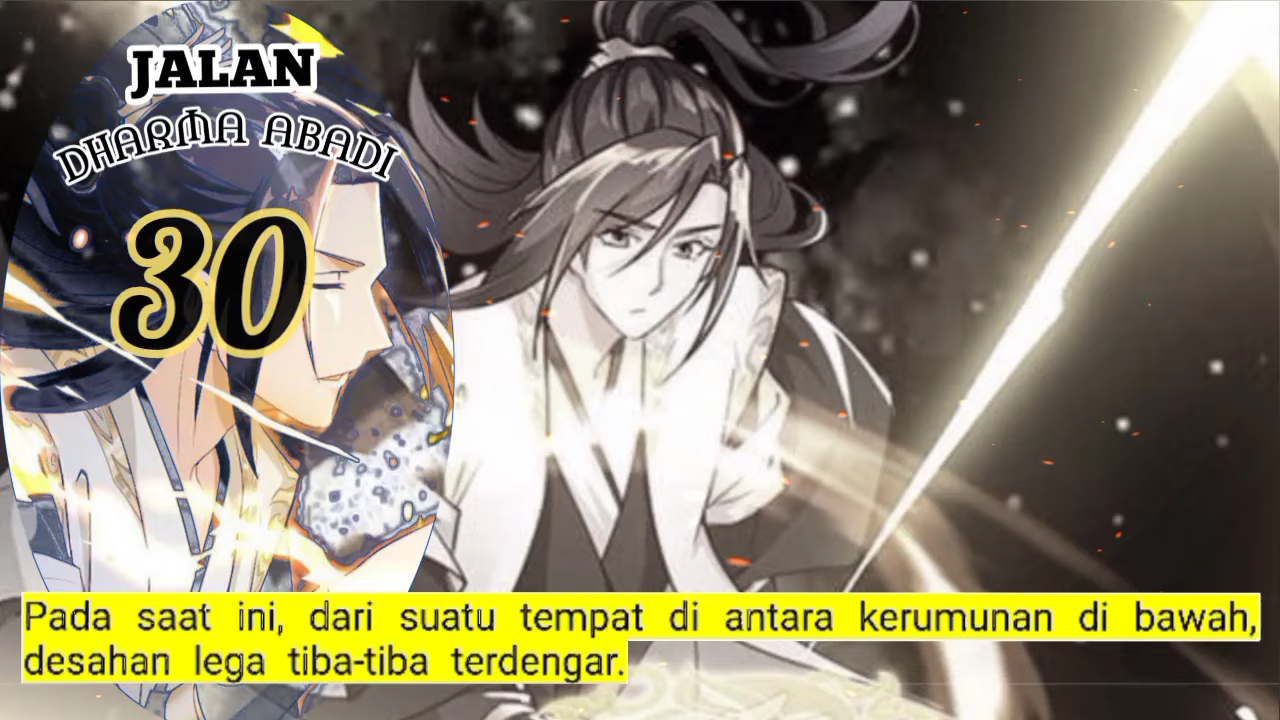 JALAN
DHARMA ABADI
30
Pada saat ini, dari suatu tempat di antara kerumunan di bawah,
desahan lega tiba-tiba terdengar.